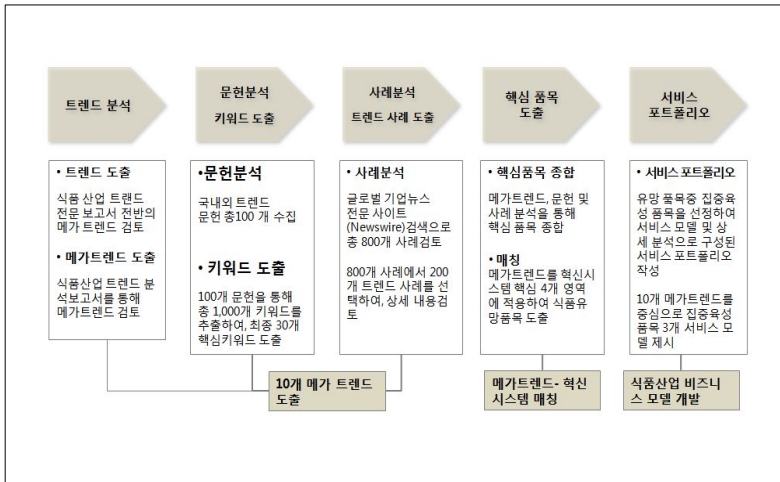 트렌드 분석
문헌분석
키워드 도출
사례분석
트렌드 사례 도출
핵심 품목
도출
서비스
포트폴리오
• 트렌드 도출
식품 산업 트랜드
전문 보고서 전반의
메가 트렌드 검토
• 메가트렌드 도출
식품산업 트렌드 분
석보고서를 통해
메가트렌드 검토
•문헌분석
국내외 트렌드
문헌 총100 개 수집
• 키워드 도출
100개 문헌을 통해
총 1,000개 키워드를
추출하여, 최종 30개
핵심키워드 도출
• 사례분석
글로벌 기업뉴스
전문 사이트
(Newswire)검색으로
총 800개 사례검토
800개 사례에서 200
개 트렌드 사례를 선
택하여, 상세 내용검
토
• 핵심품목 종합
메가트렌드, 문헌 및
사례 분석을 통해
핵심 품목 종합
• 매칭
메가트렌드를 혁신시
스템 핵심 4개 영역
에 적용하여 식품유
망품목 도출
• 서비스 포트폴리오
유망 품목중 집중육
성 품목을 선정하여
서비스 모델 및 상
세 분석으로 구성된
서비스 포트폴리오
작성
10개 메가트렌드를
중심으로 집중육성
품목 3개 서비스 모
델 제시
10개 메가 트렌드
도출
메가트렌드- 혁신
시스템 매칭
식품산업 비즈니
스 모델 개발